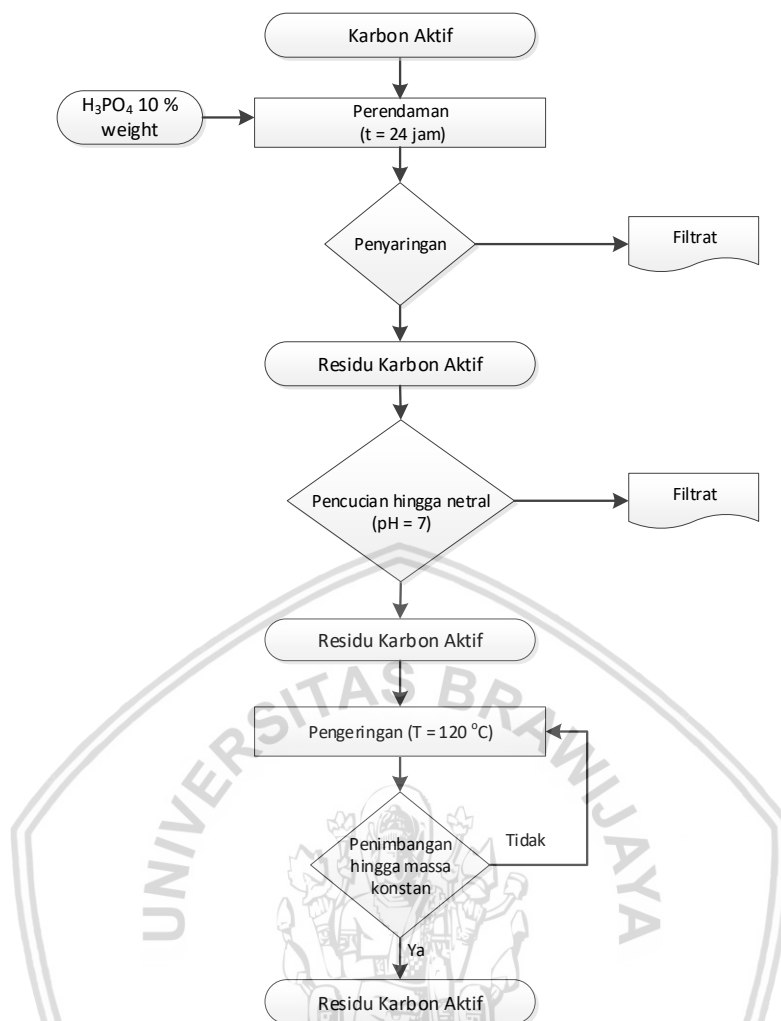 Karbon Aktif
H₃PO₄ 10 %
weight
Perendaman
(t = 24 jam)
Penyaringan
Filtrat
Residu Karbon Aktif
Pencucian hingga netral
(pH = 7)
Filtrat
Residu Karbon Aktif
UNIVERSITAS BRAWIJAYA
Pengeringan (T = 120 °C)
Penimbangan
hingga massa
konstan
Tidak
Ya
Residu Karbon Aktif